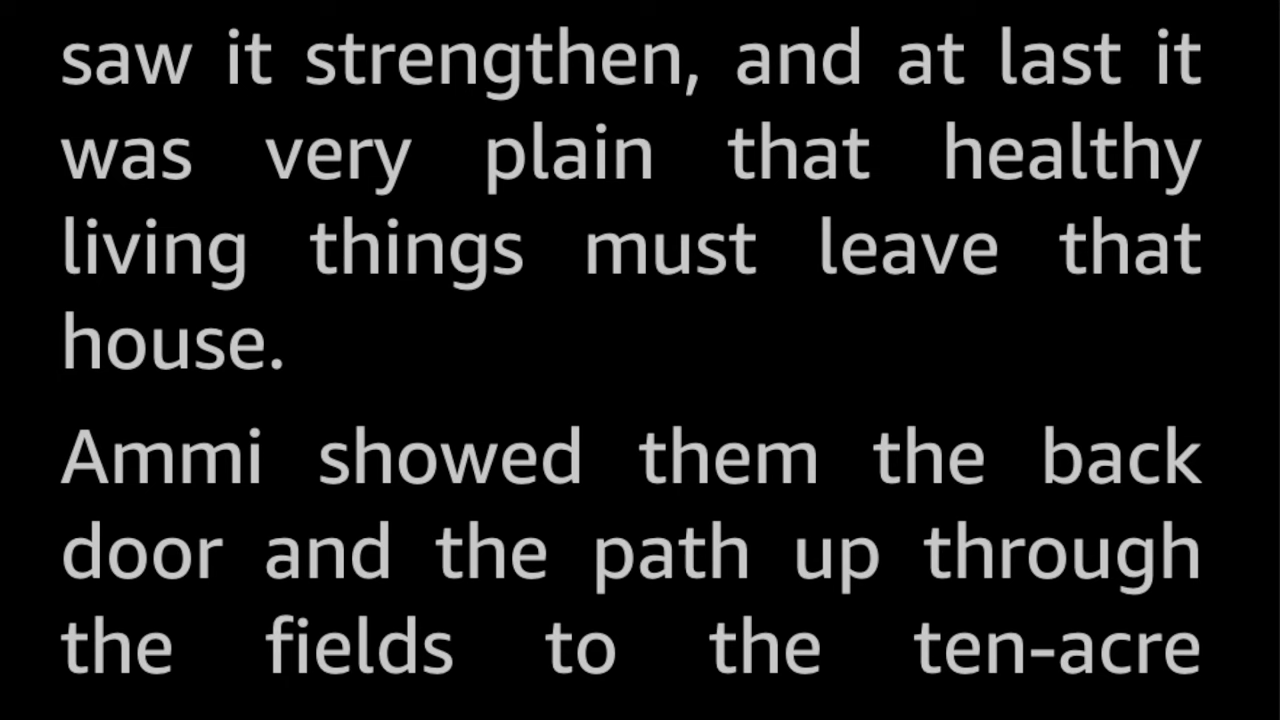 saw it strengthen, and at last it
was very plain that healthy
living things must leave that
house.
Ammi showed them the back
door and the path up through
the fields to the ten-acre